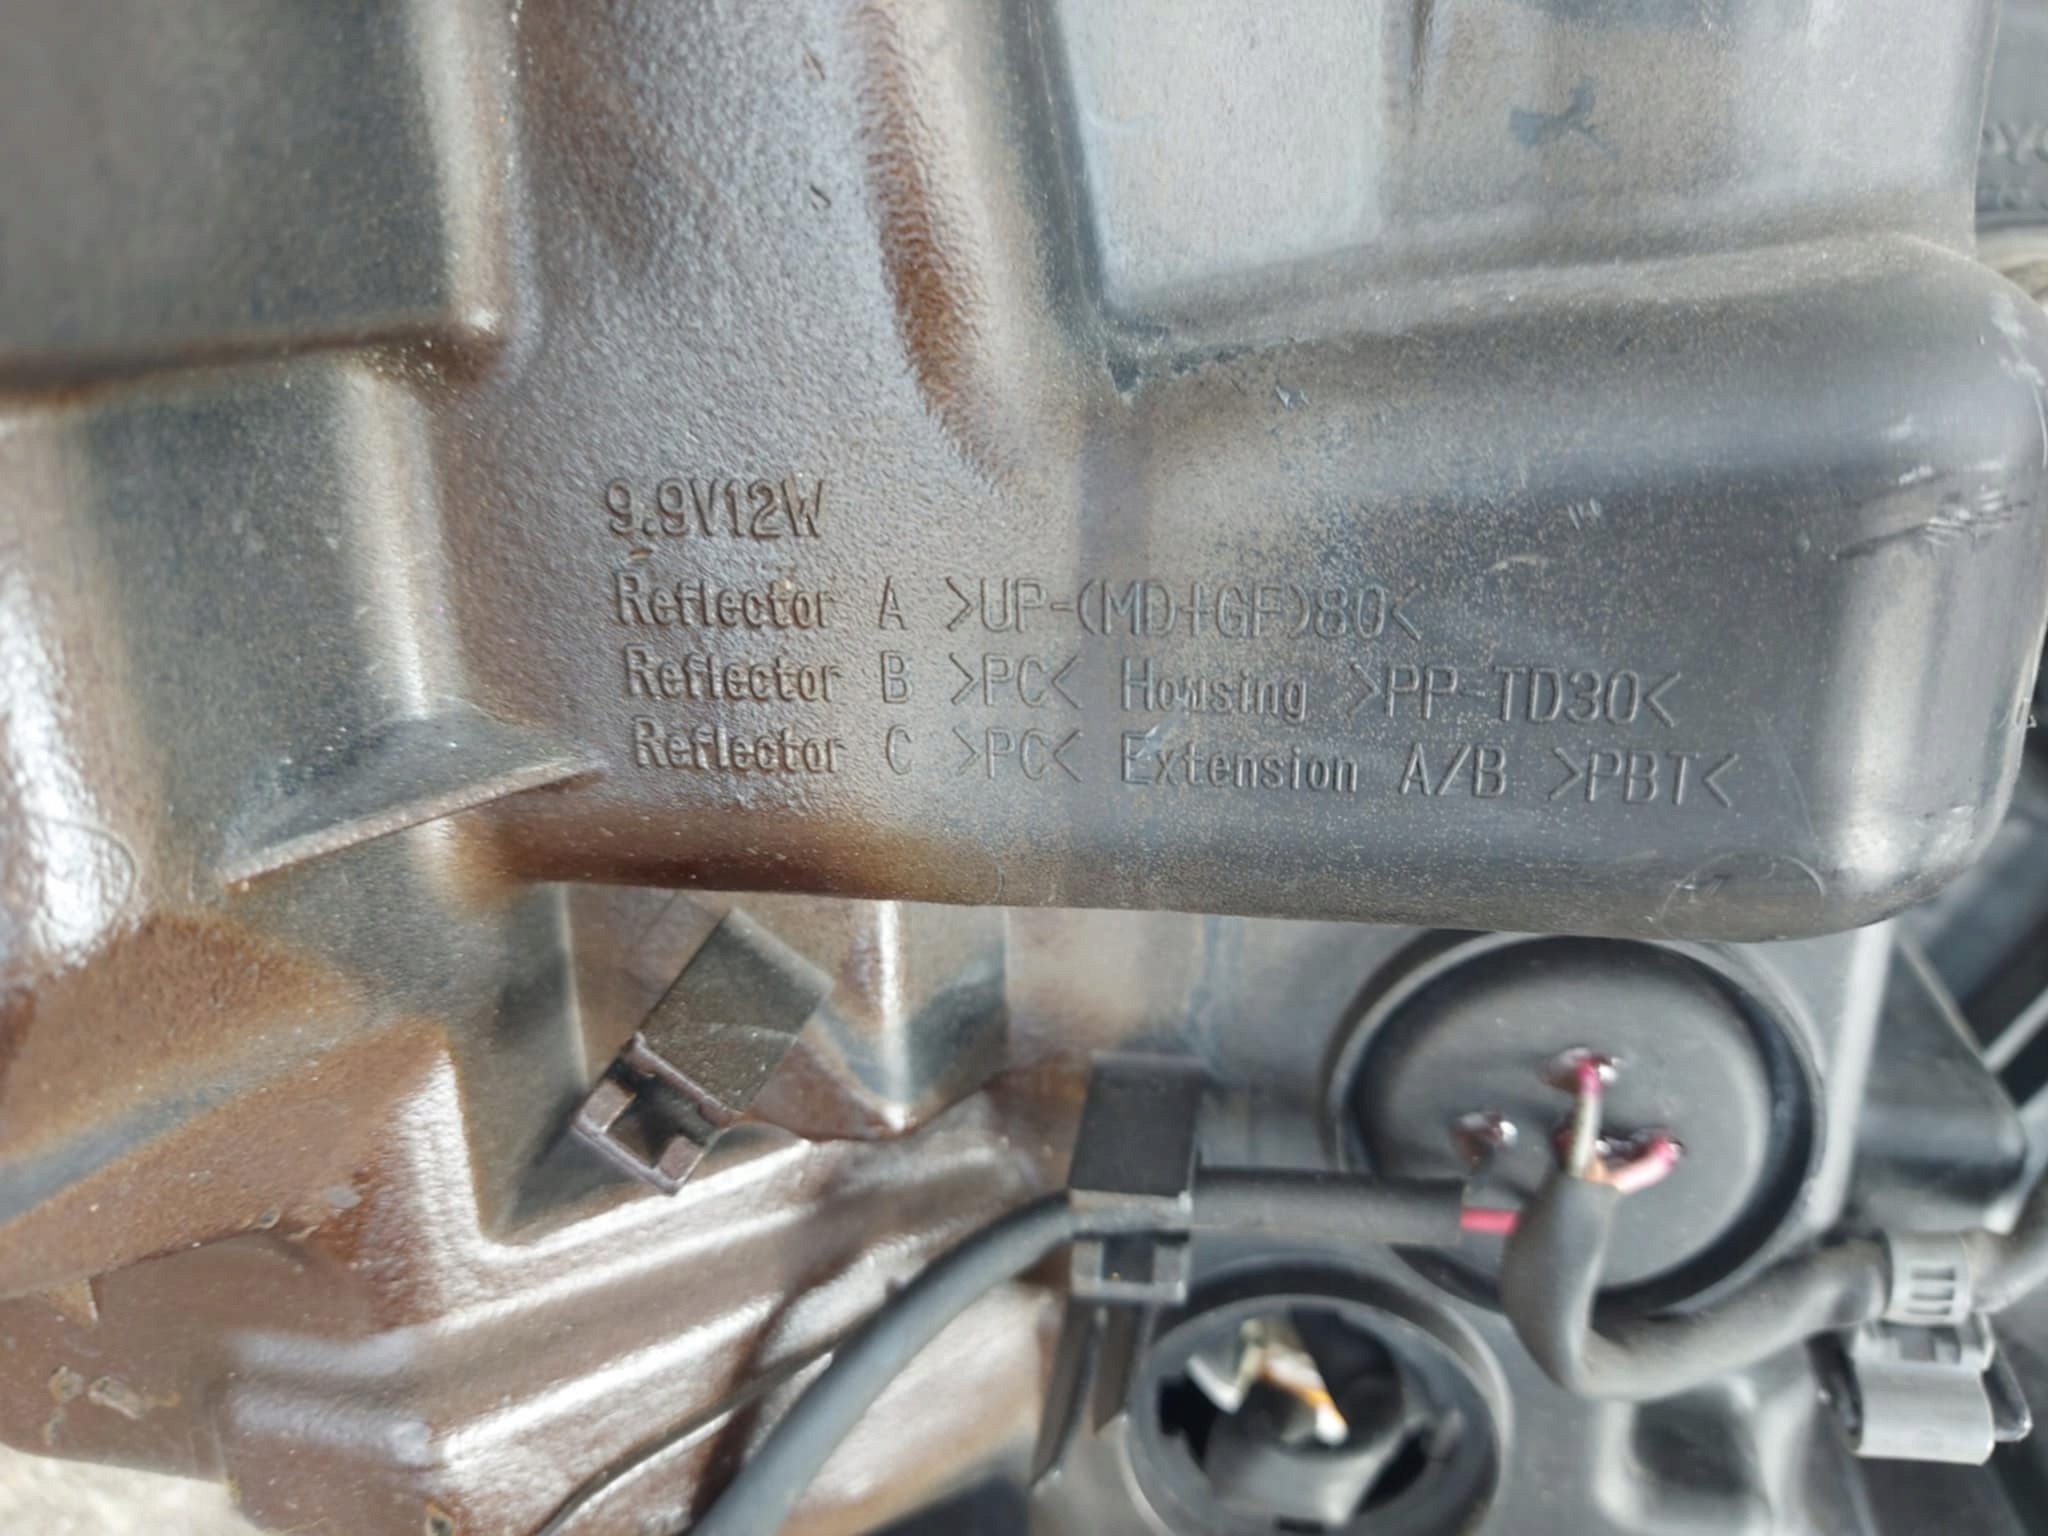 9.9V12W
Reflector A >UP-(MD+GF)80<
Reflector B >PC< Housing >PP-TD30<
Reflector C >PC< Extension A/B >PBT<